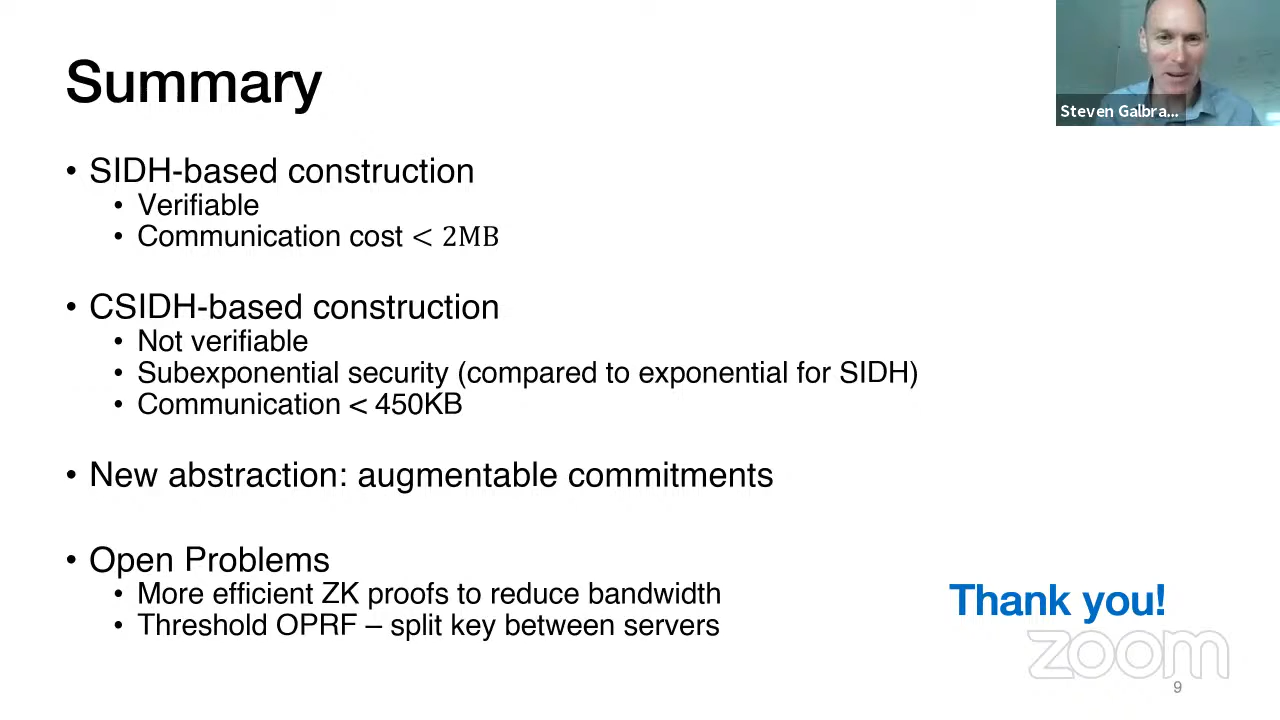 Summary
Steven Galbra...
• SIDH-based construction
• Verifiable
• Communication cost < 2MB
• CSIDH-based construction
• Not verifiable
• Subexponential security (compared to exponential for SIDH)
• Communication < 450KB
• New abstraction: augmentable commitments
• Open Problems
• More efficient ZK proofs to reduce bandwidth
• Threshold OPRF – split key between servers
Thank you!
zoom
9